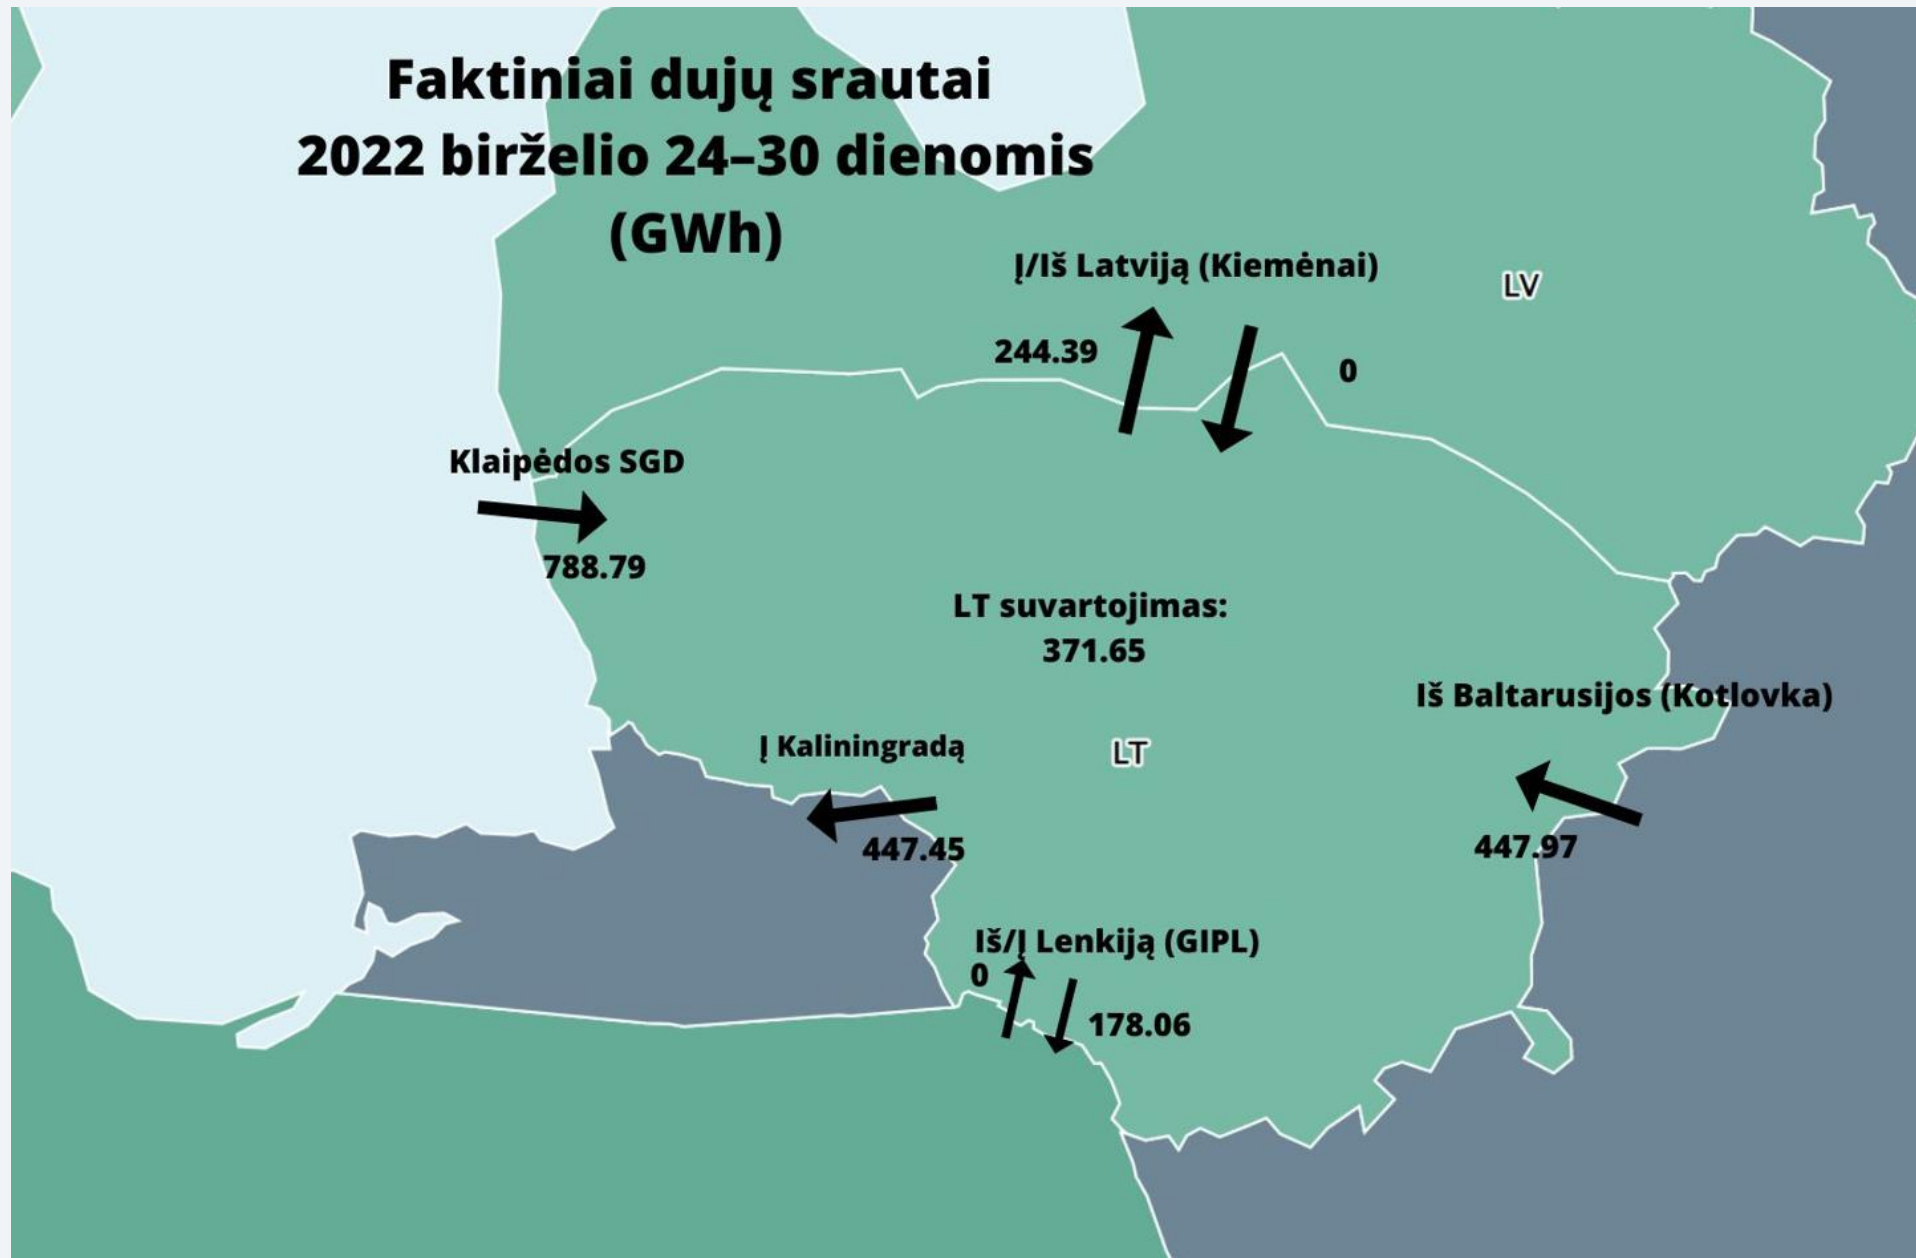 Faktiniai dujų srautai
2022 birželio 24–30 dienomis
(GWh)
Į/Iš Latviją (Kiemėnai)
LV
244.39
0
Klaipėdos SGD
788.79
LT suvartojimas:
371.65
Iš Baltarusijos (Kotlovka)
Į Kaliningradą
LT
447.45
447.97
Iš/Į Lenkiją (GIPL)
0
178.06